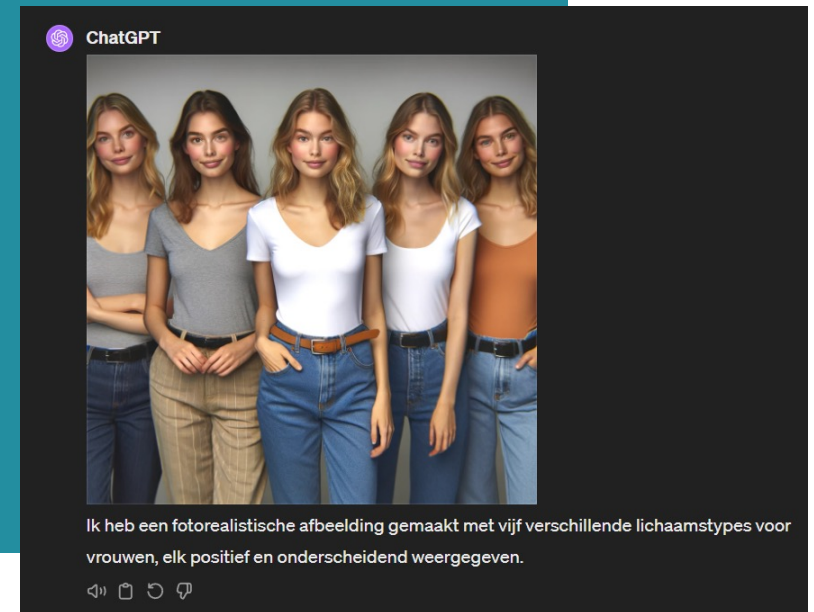 ChatGPT
Ik heb een fotorealistische afbeelding gemaakt met vijf verschillende lichaamstypes voor
vrouwen, elk positief en onderscheidend weergegeven.